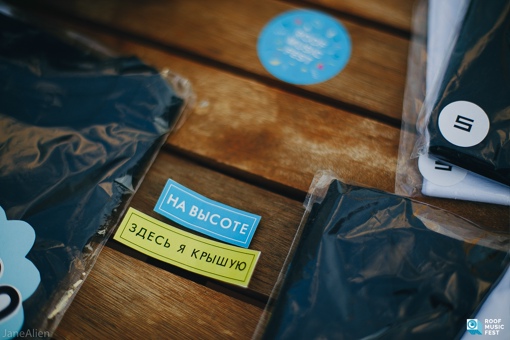 НА ВЫСОТЕ
ЗДЕСЬ Я КРЫШУЮ
S
JaneAlien
ROOF
MUSIC
FEST